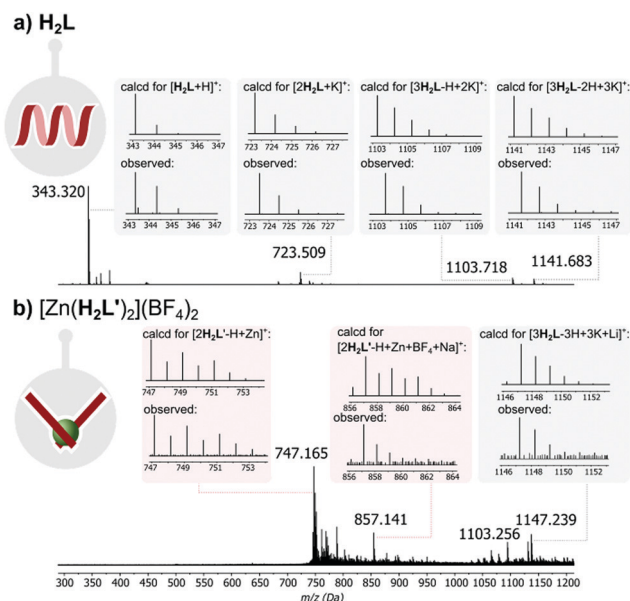 a) H₂L
calcd for [H₂L+H]⁺:
343 344 345 346 347
observed:
343 344 345 346 347
calcd for [2H₂L+K]⁺:
723 724 725 726 727
observed:
723 724 725 726 727
calcd for [3H₂L-H+2K]⁺:
1103 1105 1107 1109
observed:
1103 1105 1107 1109
calcd for [3H₂L-2H+3K]⁺:
1141 1143 1145 1147
observed:
1141 1143 1145 1147
343.320
723.509
1103.718
1141.683
b) [Zn(H₂L')₂](BF₄)₂
calcd for [2H₂L'-H+Zn]⁺:
747 749 751 753
observed:
747 749 751 753
calcd for
[2H₂L'-H+Zn+BF₄+Na]⁺:
856 858 860 862 864
observed:
856 858 860 862 864
calcd for [3H₂L-3H+3K+Li]⁺:
1146 1148 1150 1152
observed:
1146 1148 1150 1152
747.165
857.141
1103.256
1147.239
300 350 400 450 500 550 600 650 700 750 800 850 900 950 1000 1050 1100 1150 1200
m/z (Da)